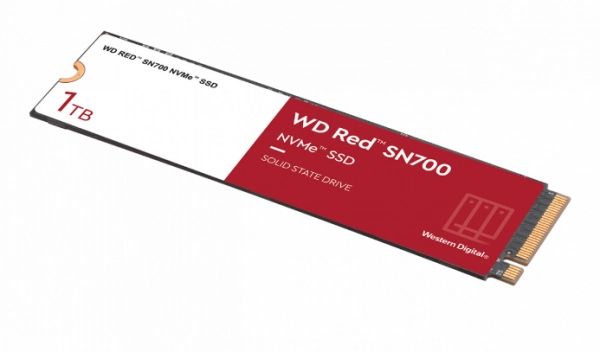 WD RED™ SN700 NVMe™ SSD
1TB
WD Red™ SN700
NVMe™ SSD
SOLID STATE DRIVE
Western Digital®